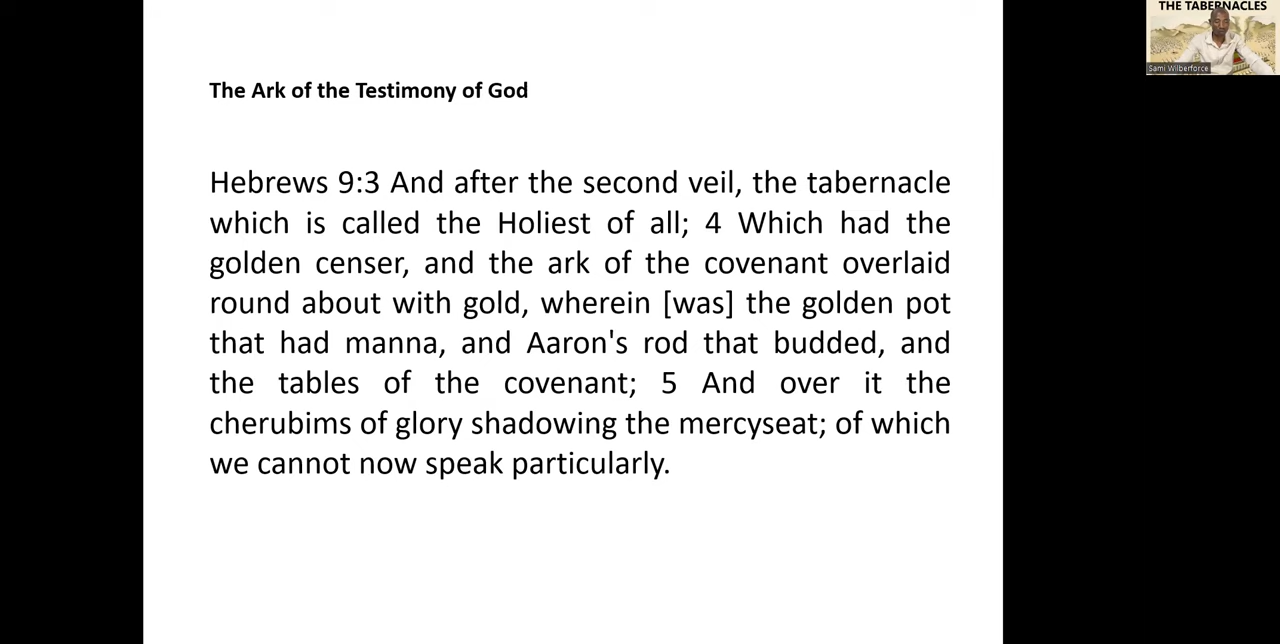 THE TABERNACLES
Sami Wilberforce
The Ark of the Testimony of God
Hebrews 9:3 And after the second veil, the tabernacle
which is called the Holiest of all; 4 Which had the
golden censer, and the ark of the covenant overlaid
round about with gold, wherein [was] the golden pot
that had manna, and Aaron's rod that budded, and
the tables of the covenant; 5 And over it the
cherubims of glory shadowing the mercyseat; of which
we cannot now speak particularly.